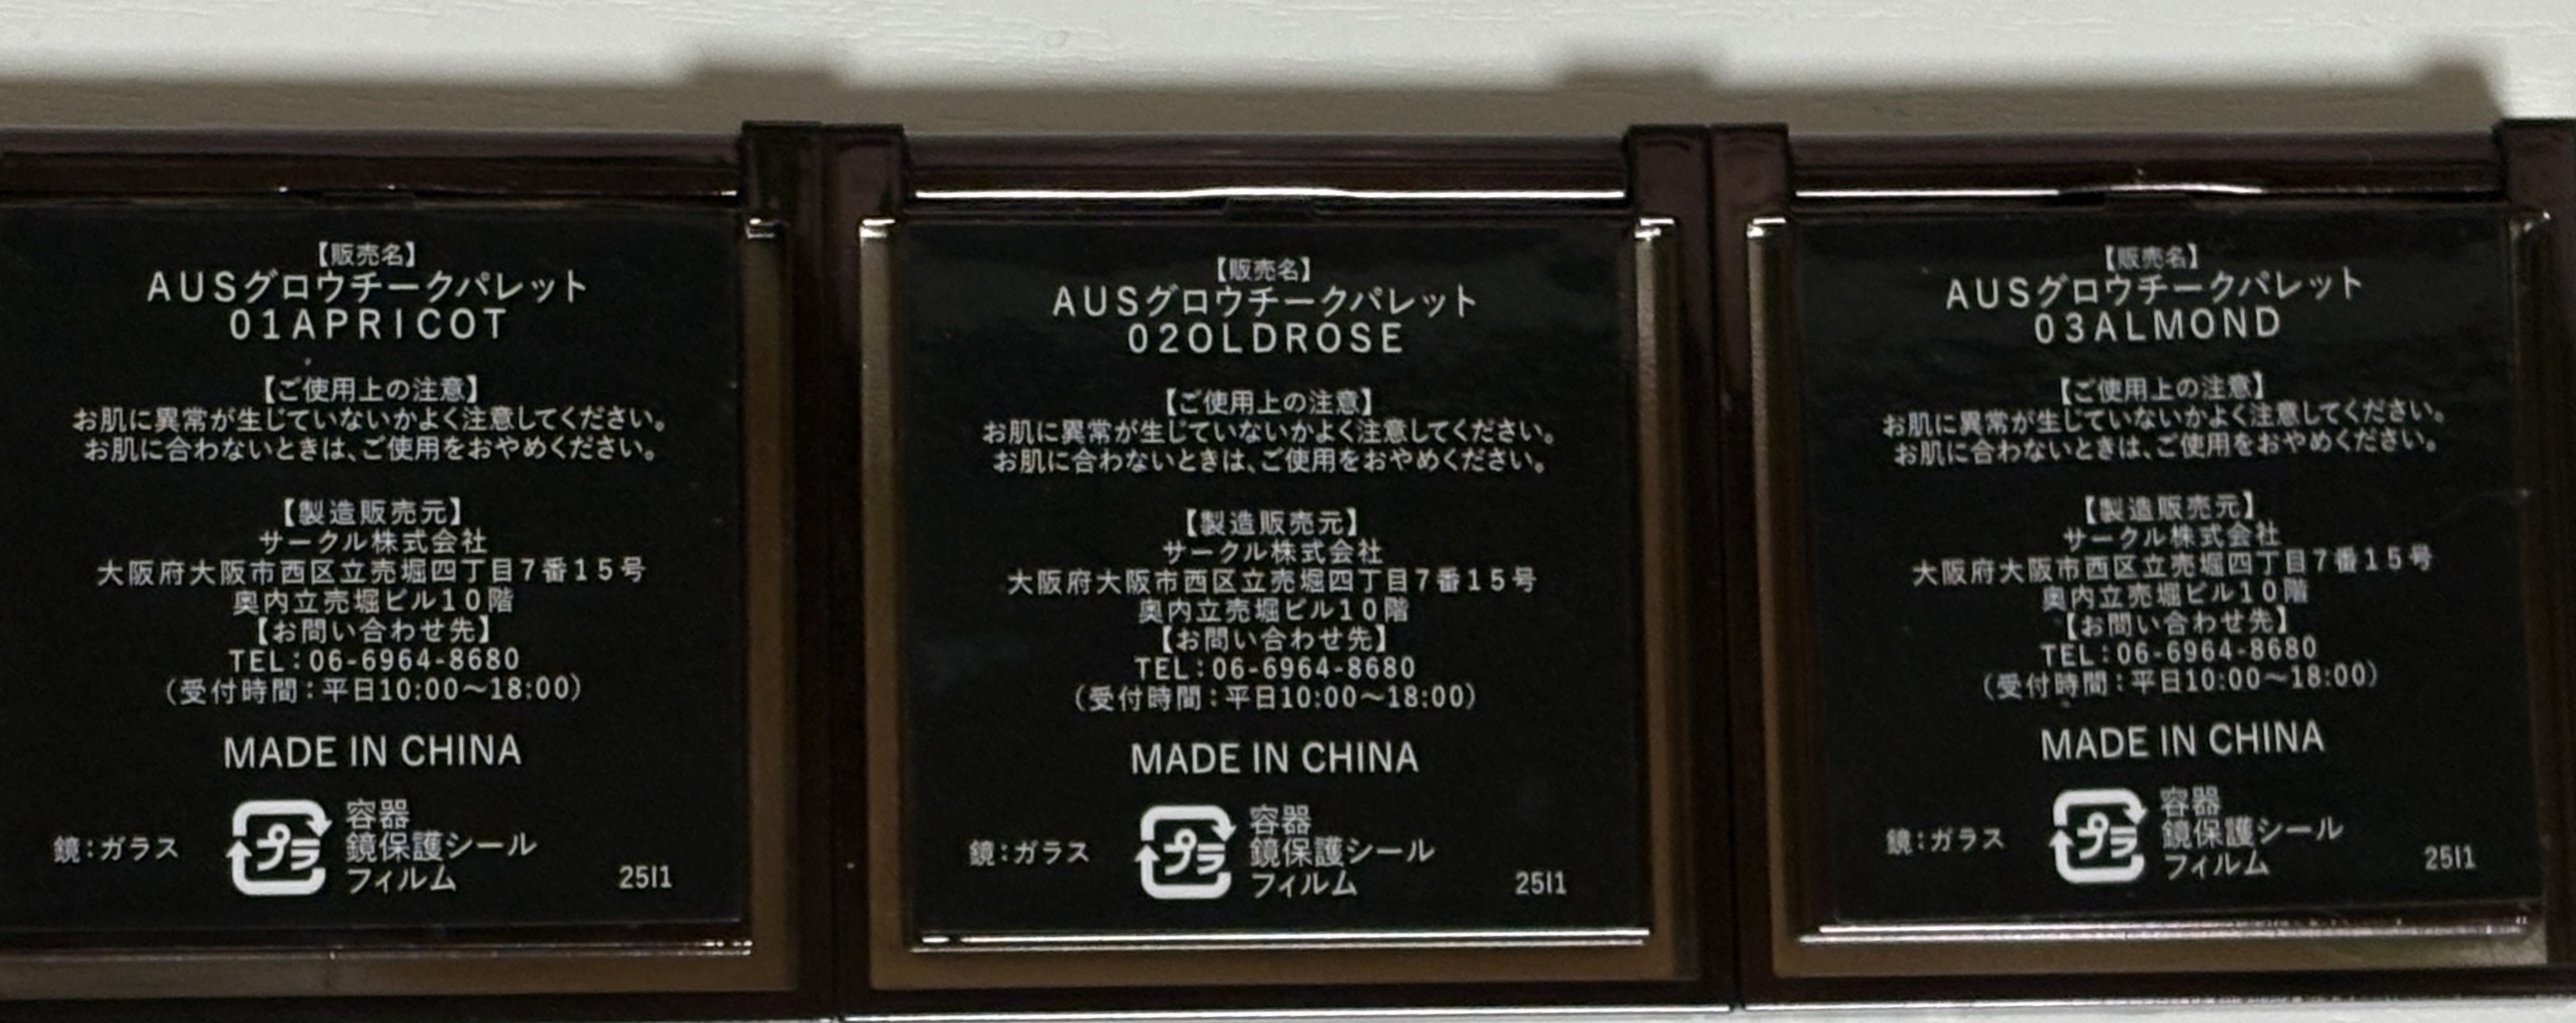 【販売名】
AUSグロウチークパレット
01APRICOT
【ご使用上の注意】
お肌に異常が生じていないかよく注意してください。
お肌に合わないときは、ご使用をおやめください。
【製造販売元】
サークル株式会社
大阪府大阪市西区立売堀四丁目7番15号
奥内立売堀ビル10階
【お問い合わせ先】
TEL:06-6964-8680
(受付時間:平日10:00〜18:00)
MADE IN CHINA
鏡:ガラス
プラ
容器
鏡保護シール
フィルム
25I1
【販売名】
AUSグロウチークパレット
02OLDROSE
【ご使用上の注意】
お肌に異常が生じていないかよく注意してください。
お肌に合わないときは、ご使用をおやめください。
【製造販売元】
サークル株式会社
大阪府大阪市西区立売堀四丁目7番15号
奥内立売堀ビル10階
【お問い合わせ先】
TEL:06-6964-8680
(受付時間:平日10:00〜18:00)
MADE IN CHINA
鏡:ガラス
プラ
容器
鏡保護シール
フィルム
25I1
【販売名】
AUSグロウチークパレット
03ALMOND
【ご使用上の注意】
お肌に異常が生じていないかよく注意してください。
お肌に合わないときは、ご使用をおやめください。
【製造販売元】
サークル株式会社
大阪府大阪市西区立売堀四丁目7番15号
奥内立売堀ビル10階
【お問い合わせ先】
TEL:06-6964-8680
(受付時間:平日10:00〜18:00)
MADE IN CHINA
鏡:ガラス
プラ
容器
鏡保護シール
フィルム
25I1